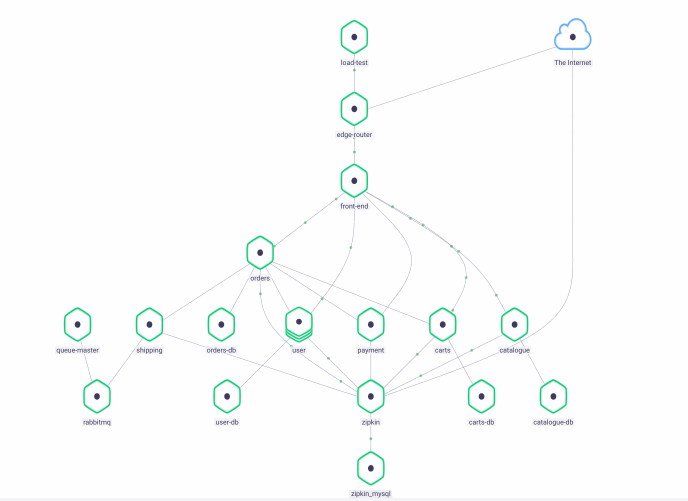 load-test
The Internet
edge-router
front-end
orders
queue-master
shipping
orders-db
user
payment
carts
catalogue
rabbitmq
user-db
zipkin
carts-db
catalogue-db
zipkin_mysql